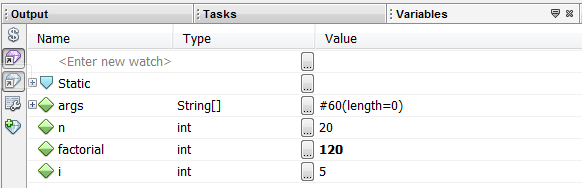 Output Tasks Variables
Name Type Value
<Enter new watch> ...
Static ...
args String[] ... #60(length=0)
n int ... 20
factorial int ... 120
i int ... 5